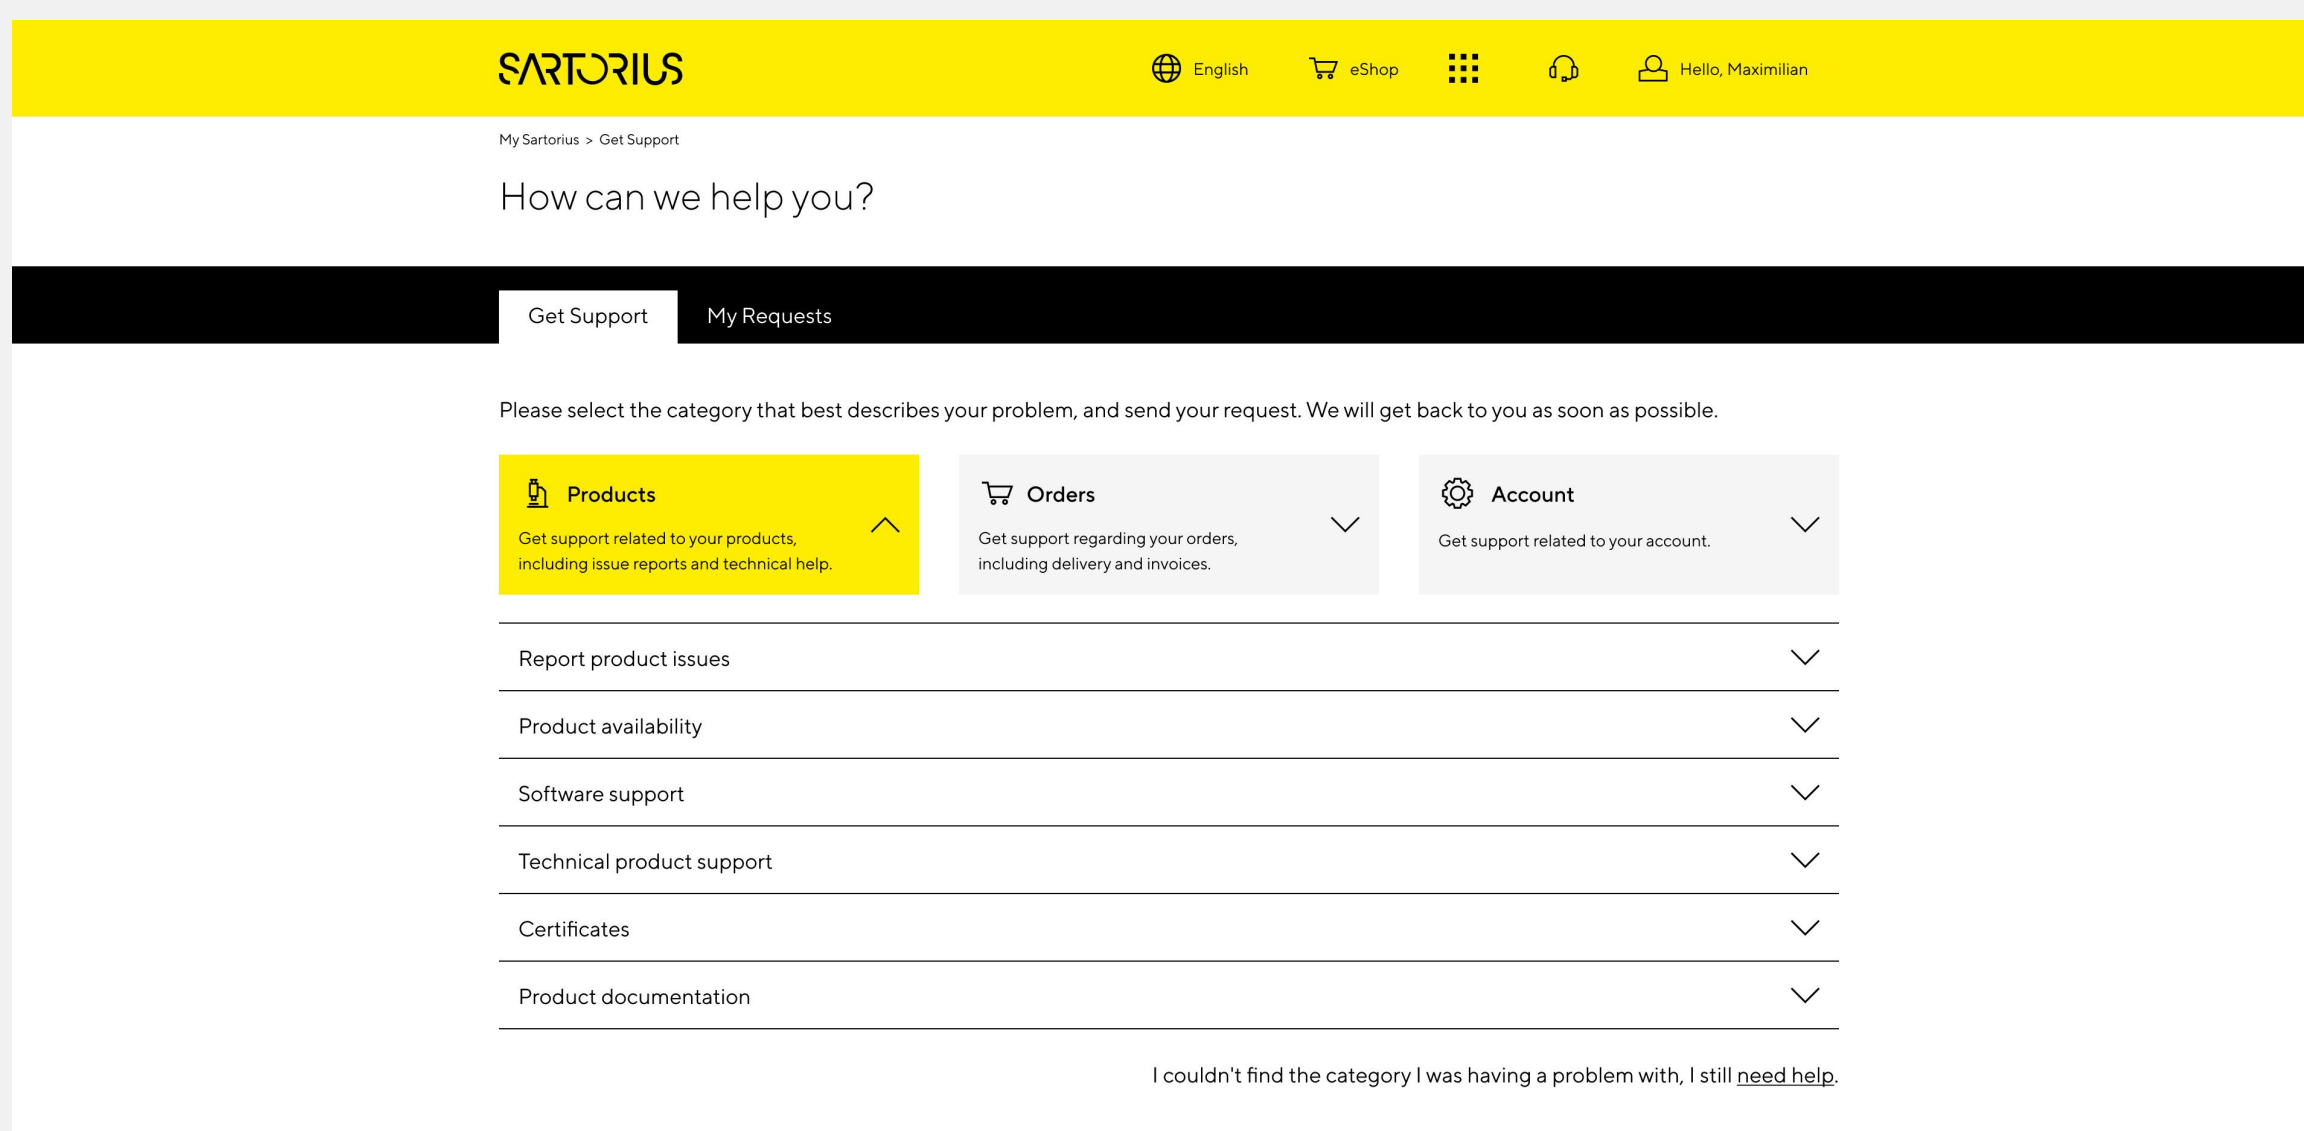 SARTORIUS
English
eShop
Hello, Maximilian
My Sartorius > Get Support
How can we help you?
Get Support
My Requests
Please select the category that best describes your problem, and send your request. We will get back to you as soon as possible.
Products
Get support related to your products,
including issue reports and technical help.
Orders
Get support regarding your orders,
including delivery and invoices.
Account
Get support related to your account.
Report product issues
Product availability
Software support
Technical product support
Certificates
Product documentation
I couldn't find the category I was having a problem with, I still need help.